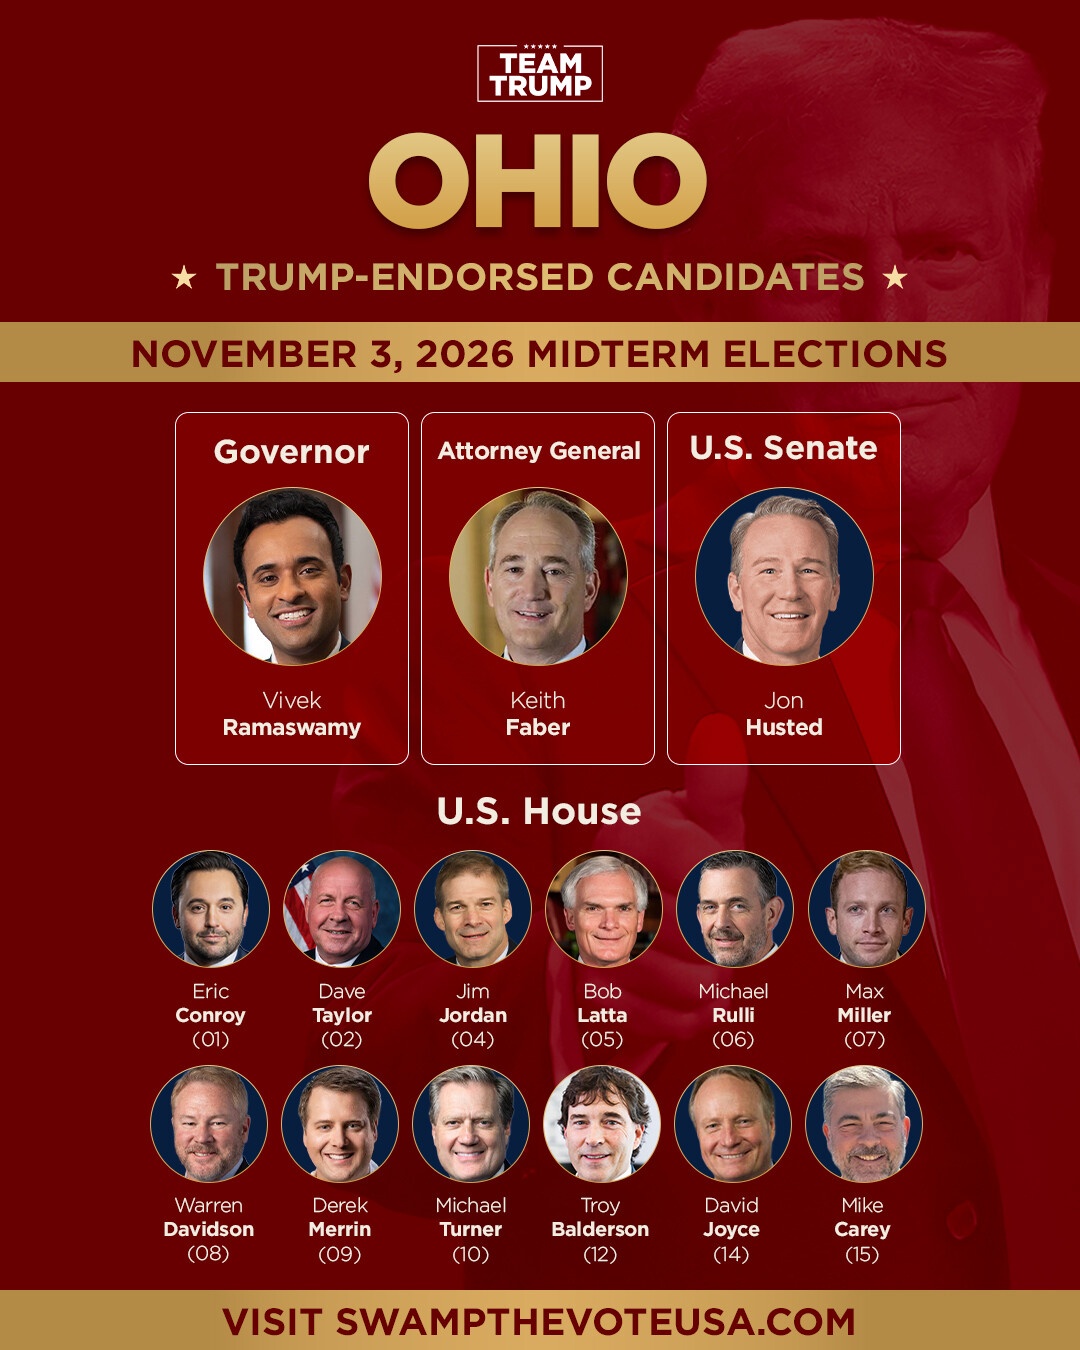 TEAM
TRUMP
OHIO
TRUMP-ENDORSED CANDIDATES
NOVEMBER 3, 2026 MIDTERM ELECTIONS
Governor
Vivek
Ramaswamy
Attorney General
Keith
Faber
U.S. Senate
Jon
Husted
U.S. House
Eric
Conroy
(01)
Dave
Taylor
(02)
Jim
Jordan
(04)
Bob
Latta
(05)
Michael
Rulli
(06)
Max
Miller
(07)
Warren
Davidson
(08)
Derek
Merrin
(09)
Michael
Turner
(10)
Troy
Balderson
(12)
David
Joyce
(14)
Mike
Carey
(15)
VISIT SWAMPTHEVOTEUSA.COM